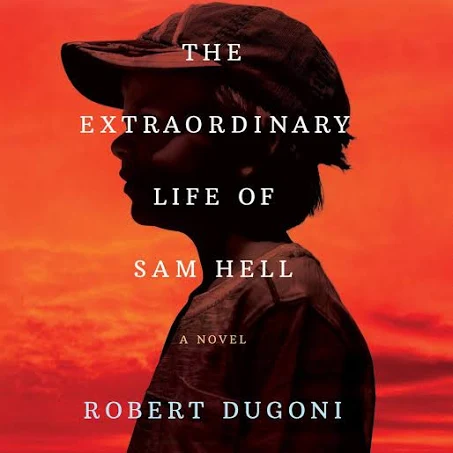 THE
EXTRAORDINARY
LIFE OF
SAM HELL
A NOVEL
ROBERT DUGONI